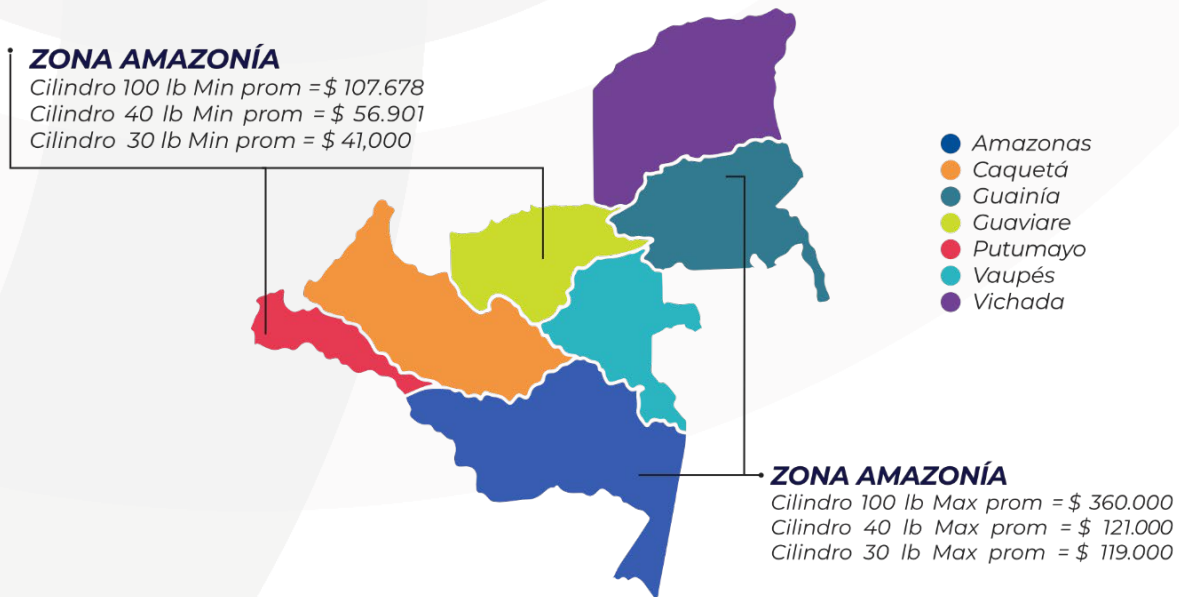 ZONA AMAZONÍA
Cilindro 100 lb Min prom = $ 107.678
Cilindro 40 lb Min prom = $ 56.901
Cilindro 30 lb Min prom = $ 41,000
Amazonas
Caquetá
Guainía
Guaviare
Putumayo
Vaupés
Vichada
ZONA AMAZONÍA
Cilindro 100 lb Max prom = $ 360.000
Cilindro 40 lb Max prom = $ 121.000
Cilindro 30 lb Max prom = $ 119.000